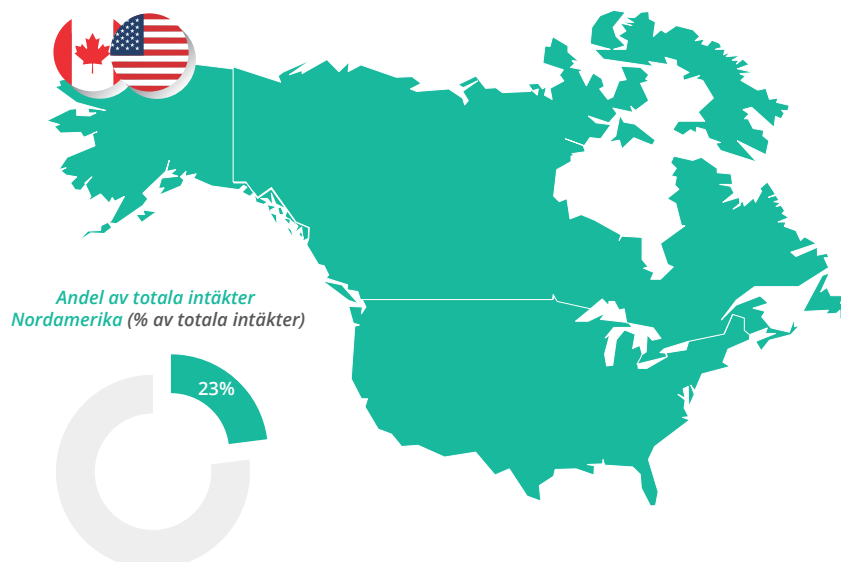 Andel av totala intäkter
Nordamerika (% av totala intäkter)
23%